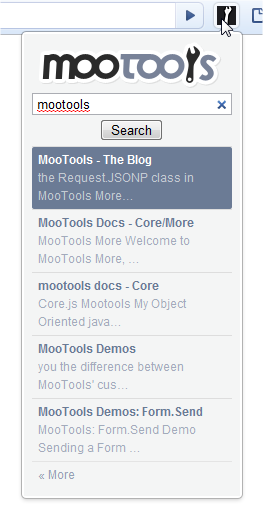 mootools
mootools
Search
MooTools - The Blog
the Request.JSONP class in
MooTools More…
MooTools Docs - Core/More
MooTools More Welcome to
MooTools More, …
mootools docs - Core
Core.js Mootools My Object
Oriented java…
MooTools Demos
you the difference between
MooTools' cus…
MooTools Demos: Form.Send
MooTools: Form.Send Demo
Sending a Form …
« More